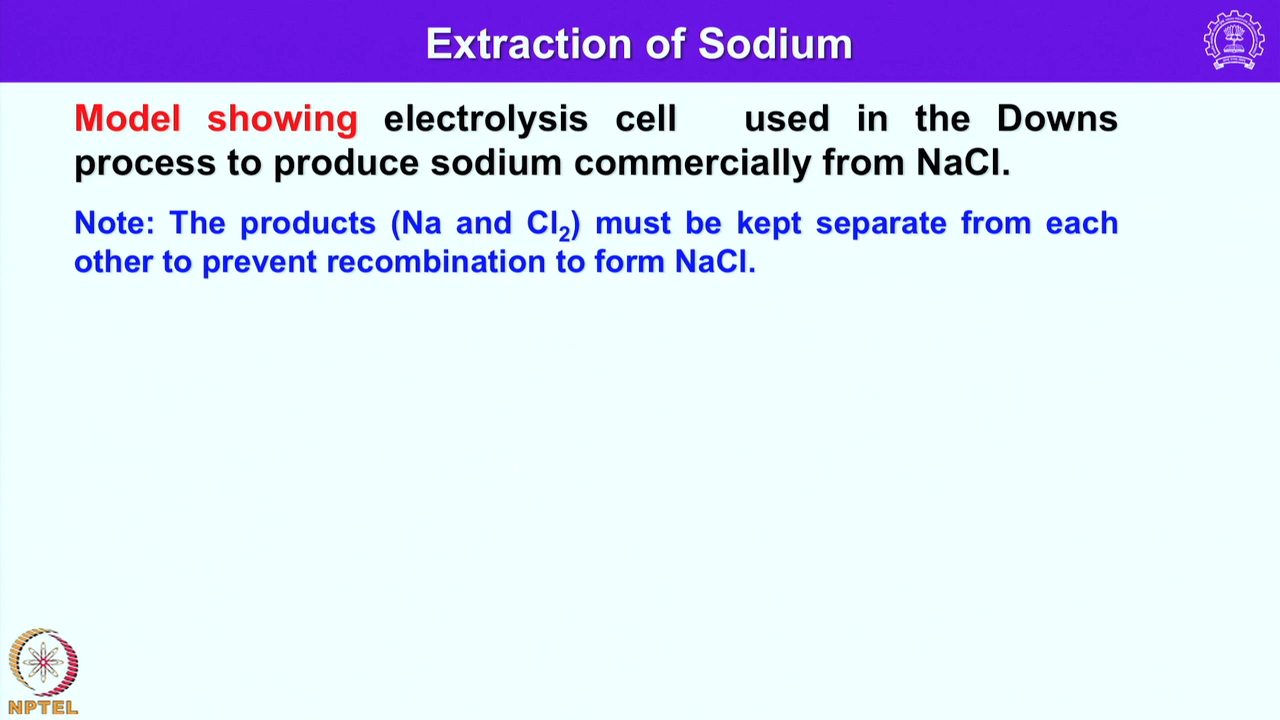 Extraction of Sodium
Model showing electrolysis cell used in the Downs
process to produce sodium commercially from NaCl.
Note: The products (Na and Cl₂) must be kept separate from each
other to prevent recombination to form NaCl.
NPTEL